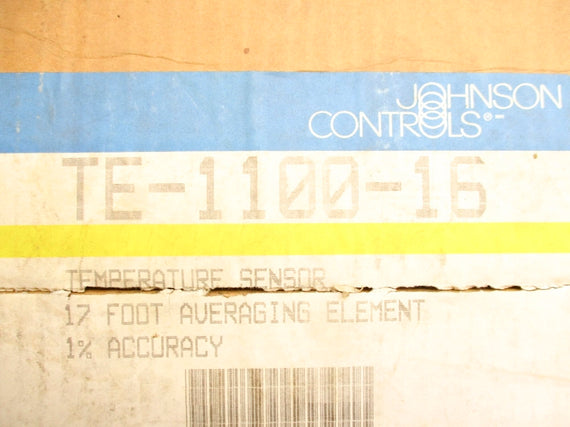 JOHNSON
CONTROLS®
TE-1100-16
TEMPERATURE SENSOR
17 FOOT AVERAGING ELEMENT
1% ACCURACY